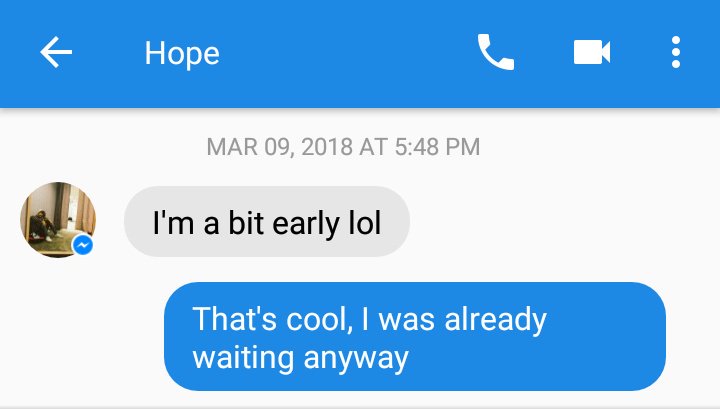 Hope
MAR 09, 2018 AT 5:48 PM
I'm a bit early lol
That's cool, I was already
waiting anyway